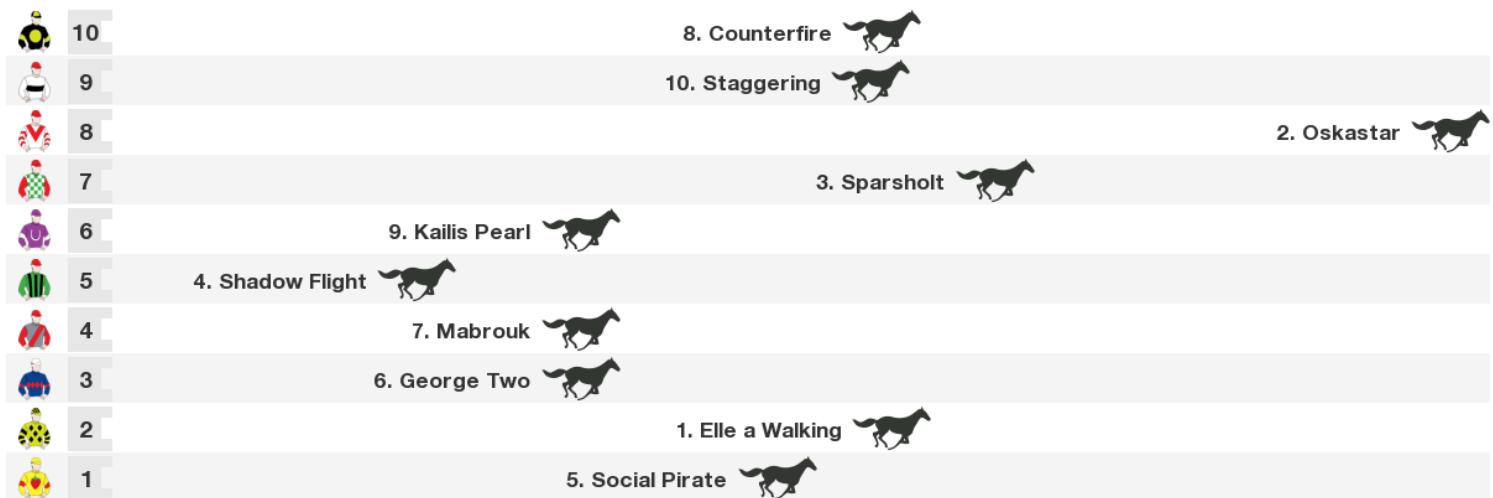 10 8. Counterfire
9 10. Staggering
8 2. Oskastar
7 3. Sparsholt
6 9. Kailis Pearl
5 4. Shadow Flight
4 7. Mabrouk
3 6. George Two
2 1. Elle a Walking
1 5. Social Pirate